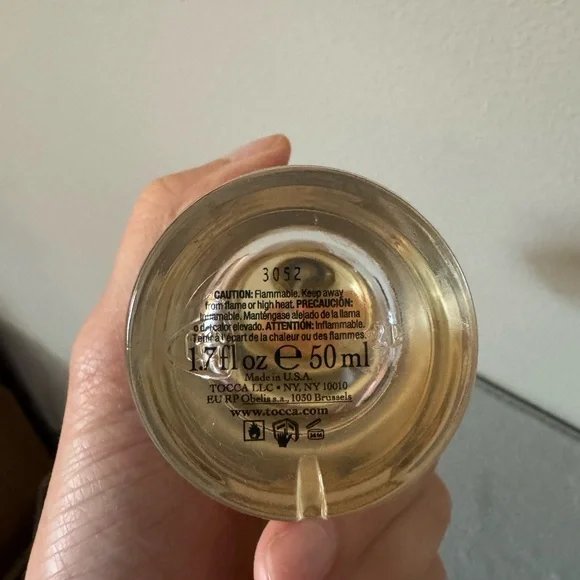 3052
CAUTION: Flammable. Keep away
from flame or high heat. PRECAUCIÓN:
Inflamable. Manténgase alejado de la llama
o del calor elevado. ATTENTION: Inflammable.
Tenir à l'épart de la chaleur ou des flammes.
1.7 fl oz e 50 ml
Made in U.S.A.
TOCCA LLC • NY, NY 10010
EU RP Obelis s.a., 1030 Brussels
www.tocca.com